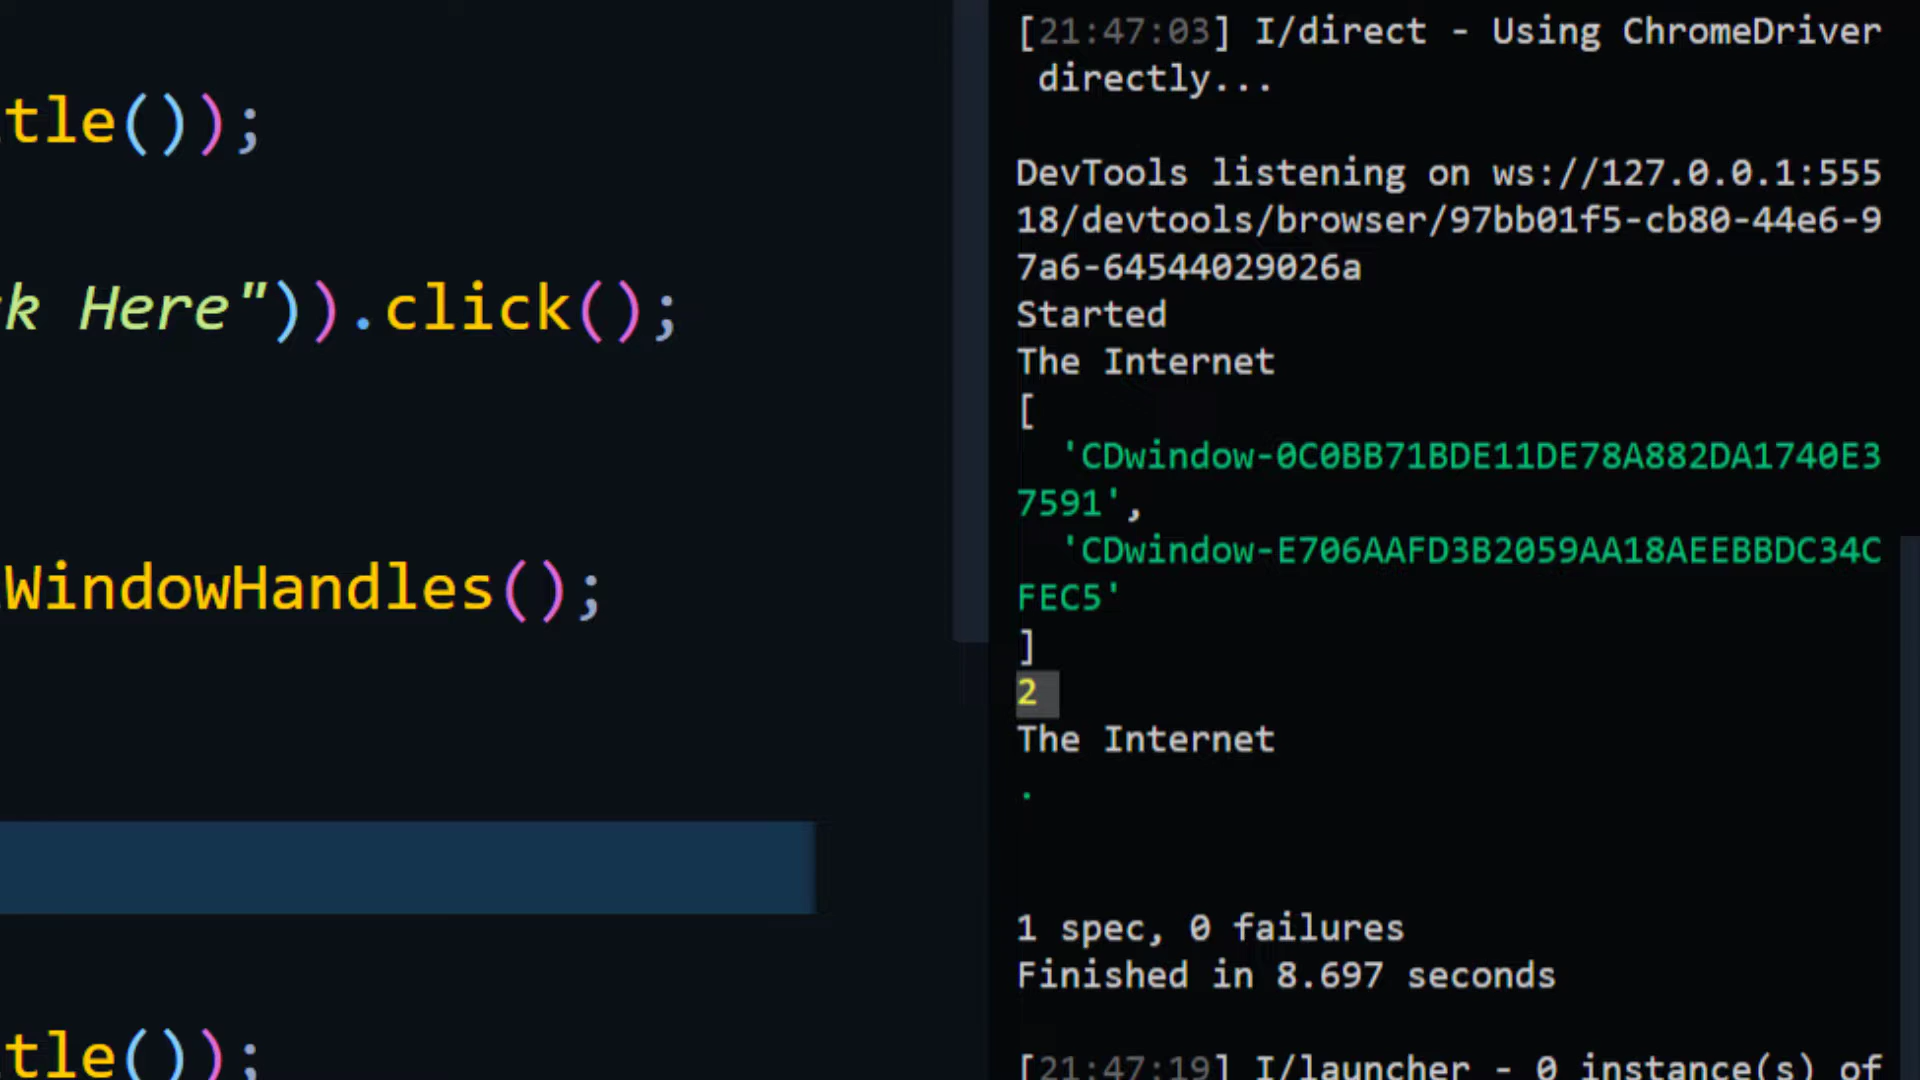 tle());
k Here")).click();
WindowHandles();
tle());
[21:47:03] I/direct - Using ChromeDriver
directly...
DevTools listening on ws://127.0.0.1:555
18/devtools/browser/97bb01f5-cb80-44e6-9
7a6-64544029026a
Started
The Internet
[
'CDwindow-0C0BB71BDE11DE78A882DA1740E3
7591',
'CDwindow-E706AAFD3B2059AA18AEEBBDC34C
FEC5'
]
2
The Internet
.
1 spec, 0 failures
Finished in 8.697 seconds
[21:47:19] I/launcher - 0 instance(s) of